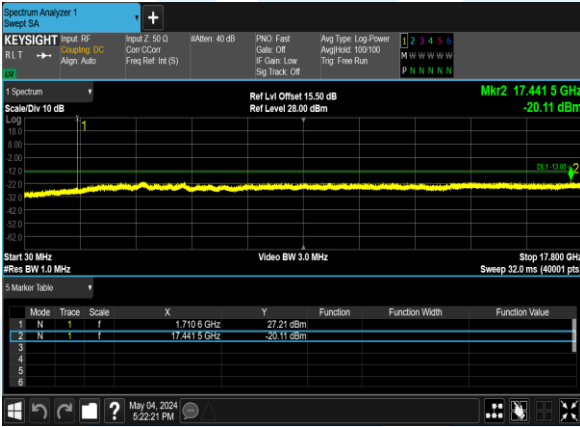 Spectrum Analyzer 1
Swept SA
+
KEYSIGHT Input: RF
RLT
Coupling: DC
Align: Auto
LXI
Input Z: 50 Ω
Corr CCorr
Freq Ref: Int (S)
#Atten: 40 dB
PNO: Fast
Gate: Off
IF Gain: Low
Sig Track: Off
Avg Type: Log-Power
Avg|Hold: 100/100
Trig: Free Run
1 2 3 4 5 6
M W W W W W
P N N N N N
1 Spectrum
Scale/Div 10 dB
Ref Lvl Offset 15.50 dB
Ref Level 28.00 dBm
Mkr2 17.441 5 GHz
-20.11 dBm
Log
1
18.0
8.00
-2.00
-12.0
DL1 -13.00
2
-22.0
-32.0
-42.0
-52.0
-62.0
Start 30 MHz
#Res BW 1.0 MHz
Video BW 3.0 MHz
Stop 17.800 GHz
Sweep 32.0 ms (40001 pts
5 Marker Table
Mode Trace Scale X Y Function Function Width Function Value
1 N 1 f 1.710 6 GHz 27.21 dBm
2 N 1 f 17.441 5 GHz -20.11 dBm
3
4
5
6
? May 04, 2024
5:22:21 PM